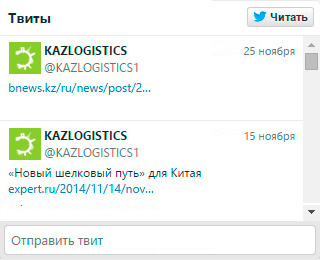 Твиты
Читать
KAZLOGISTICS
25 ноября
@KAZLOGISTICS1
bnews.kz/ru/news/post/2...
KAZLOGISTICS
15 ноября
@KAZLOGISTICS1
«Новый шелковый путь» для Китая
expert.ru/2014/11/14/nov...
Отправить твит